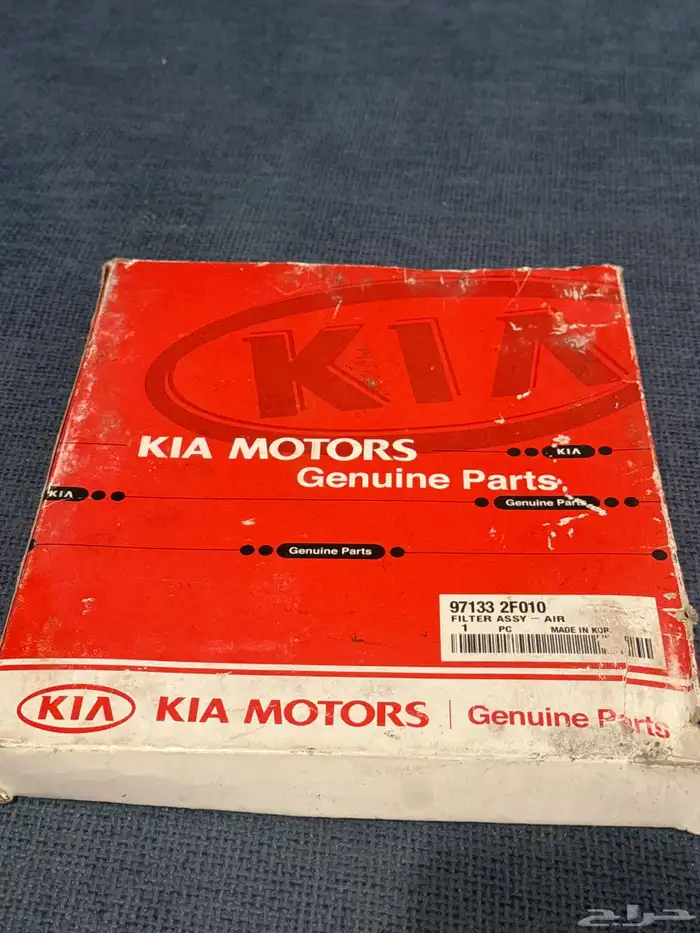 KIA
KIA MOTORS
KIA
Genuine Parts
KIA
Genuine Parts
Genuine Parts
97133 2F010
FILTER ASSY - AIR
1 PC MADE IN KOR
KIA KIA MOTORS | Genuine Parts
حراج